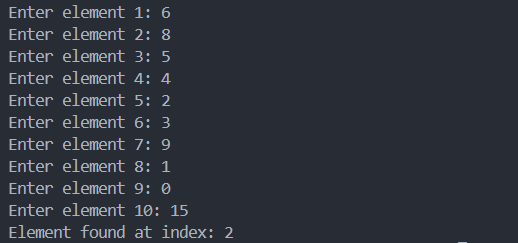 Enter element 1: 6
Enter element 2: 8
Enter element 3: 5
Enter element 4: 4
Enter element 5: 2
Enter element 6: 3
Enter element 7: 9
Enter element 8: 1
Enter element 9: 0
Enter element 10: 15
Element found at index: 2